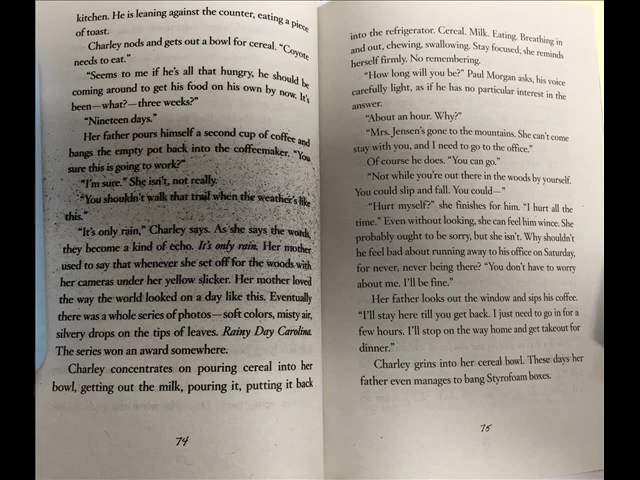 kitchen. He is leaning against the counter, eating a piece
of toast.
Charley nods and gets out a bowl for cereal. “Coyote
needs to eat.”
“Seems to me if he’s all that hungry, he should be
coming around to get his food on his own by now. It’s
been—what?—three weeks?”
“Nineteen days.”
Her father pours himself a second cup of coffee and
bangs the empty pot back into the coffeemaker. “You
sure this is going to work?”
“I’m sure.” She isn’t, not really.
“You shouldn’t walk that trail when the weather’s like
this.”
“It’s only rain,” Charley says. As she says the words,
they become a kind of echo. It’s only rain. Her mother
used to say that whenever she set off for the woods with
her cameras under her yellow slicker. Her mother loved
the way the world looked on a day like this. Eventually
there was a whole series of photos—soft colors, misty air,
silvery drops on the tips of leaves. Rainy Day Carolina.
The series won an award somewhere.
Charley concentrates on pouring cereal into her
bowl, getting out the milk, pouring it, putting it back
74
into the refrigerator. Cereal. Milk. Eating. Breathing in
and out, chewing, swallowing. Stay focused, she reminds
herself firmly. No remembering.
“How long will you be?” Paul Morgan asks, his voice
carefully light, as if he has no particular interest in the
answer.
“About an hour. Why?”
“Mrs. Jensen’s gone to the mountains. She can’t come
stay with you, and I need to go to the office.”
Of course he does. “You can go.”
“Not while you’re out there in the woods by yourself.
You could slip and fall. You could—”
“Hurt myself?” she finishes for him. “I hurt all the
time.” Even without looking, she can feel him wince. She
probably ought to be sorry, but she isn’t. Why shouldn’t
he feel bad about running away to his office on Saturday,
for never, never being there? “You don’t have to worry
about me. I’ll be fine.”
Her father looks out the window and sips his coffee.
“I’ll stay here till you get back. I just need to go in for a
few hours. I’ll stop on the way home and get takeout for
dinner.”
Charley grins into her cereal bowl. These days her
father even manages to bang Styrofoam boxes.
75